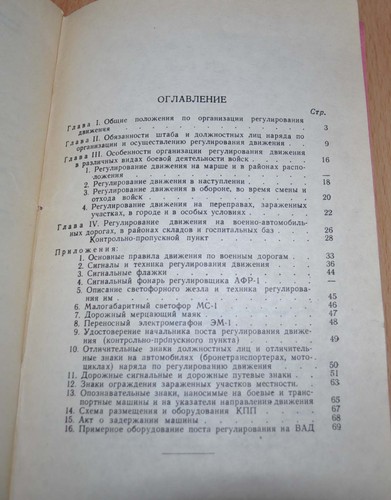 ОГЛАВЛЕНИЕ
Стр.
Глава I. Общие положения по организации регулирования
движения . . . 3
Глава II. Обязанности штаба и должностных лиц наряда по
организации и осуществлению регулирования движения . . . 9
Глава III. Особенности организации регулирования движения
в различных видах боевой деятельности войск . . . 16
1. Регулирование движения на марше и в районах распо-
ложения . . . —
2. Регулирование движения в наступлении . . . 18
3. Регулирование движения в обороне, во время смены и
отхода войск . . . 20
4. Регулирование движения на переправах, зараженных
участках, в городе и в особых условиях . . . 22
Глава IV. Регулирование движения на военно-автомобиль-
ных дорогах, в районах складов и госпитальных баз . . . 26
Контрольно-пропускной пункт . . . 28
Приложения:
1. Основные правила движения по военным дорогам . . . 33
2. Сигналы и техника регулирования движения . . . 36
3. Сигнальные флажки . . . 44
4. Сигнальный фонарь регулировщика АФР-1 . . . —
5. Описание светофорного жезла и техника регулирова-
ния им . . . 45
6. Малогабаритный светофор МС-1 . . . 46
7. Дорожный мерцающий маяк . . . 47
8. Переносный электромегафон ЭМ-1 . . . 48
9. Удостоверение начальника поста регулирования движе-
ния (контрольно-пропускного пункта) . . . 49
10. Отличительные знаки должностных лиц и отличитель-
ные знаки на автомобилях (бронетранспортерах, мото-
циклах) наряда по регулированию движения . . . 50
11. Дорожные сигнальные и дорожные путевые знаки . . . 51
12. Знаки ограждения зараженных участков местности . . . 63
13. Опознавательные знаки, наносимые на боевые и транс-
портные машины и на указатели направления движения . . . 65
14. Схема размещения и оборудования КПП . . . 67
15. Акт о задержании машины . . . 68
16. Примерное оборудование поста регулирования на ВАД . . . 69